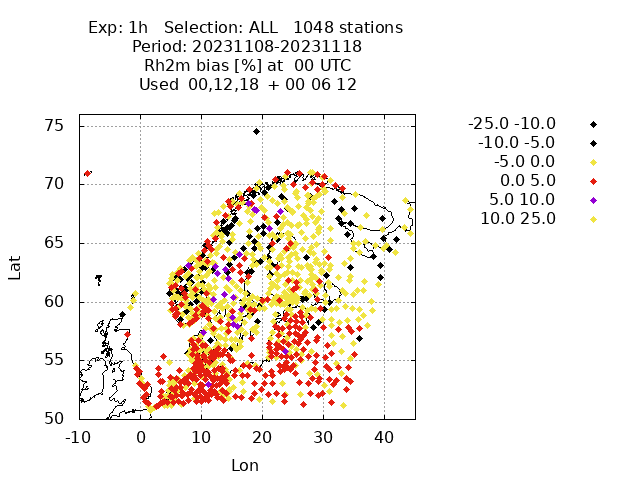 Exp: 1h   Selection: ALL   1048 stations
Period: 20231108-20231118
Rh2m bias [%] at  00 UTC
Used  00,12,18  + 00 06 12
-25.0 -10.0
-10.0 -5.0
-5.0 0.0
0.0 5.0
5.0 10.0
10.0 25.0
75
70
65
60
55
50
Lat
-10 0 10 20 30 40
Lon